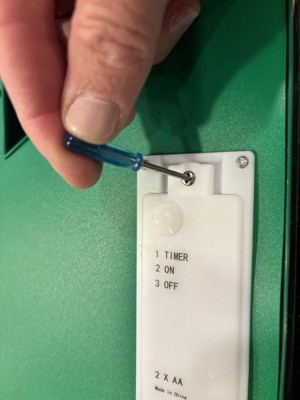 1 TIMER
2 ON
3 OFF
2 X AA
Made in China